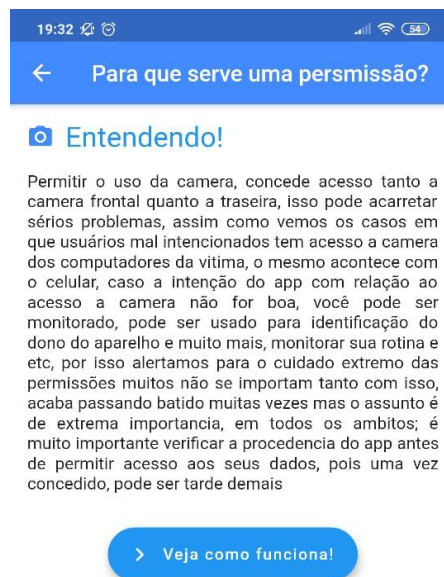 19:32
54
Para que serve uma persmissão?
Entendendo!
Permitir o uso da camera, concede acesso tanto a
camera frontal quanto a traseira, isso pode acarretar
sérios problemas, assim como vemos os casos em
que usuários mal intencionados tem acesso a camera
dos computadores da vitima, o mesmo acontece com
o celular, caso a intenção do app com relação ao
acesso a camera não for boa, você pode ser
monitorado, pode ser usado para identificação do
dono do aparelho e muito mais, monitorar sua rotina e
etc, por isso alertamos para o cuidado extremo das
permissões muitos não se importam tanto com isso,
acaba passando batido muitas vezes mas o assunto é
de extrema importancia, em todos os ambitos; é
muito importante verificar a procedencia do app antes
de permitir acesso aos seus dados, pois uma vez
concedido, pode ser tarde demais
Veja como funciona!